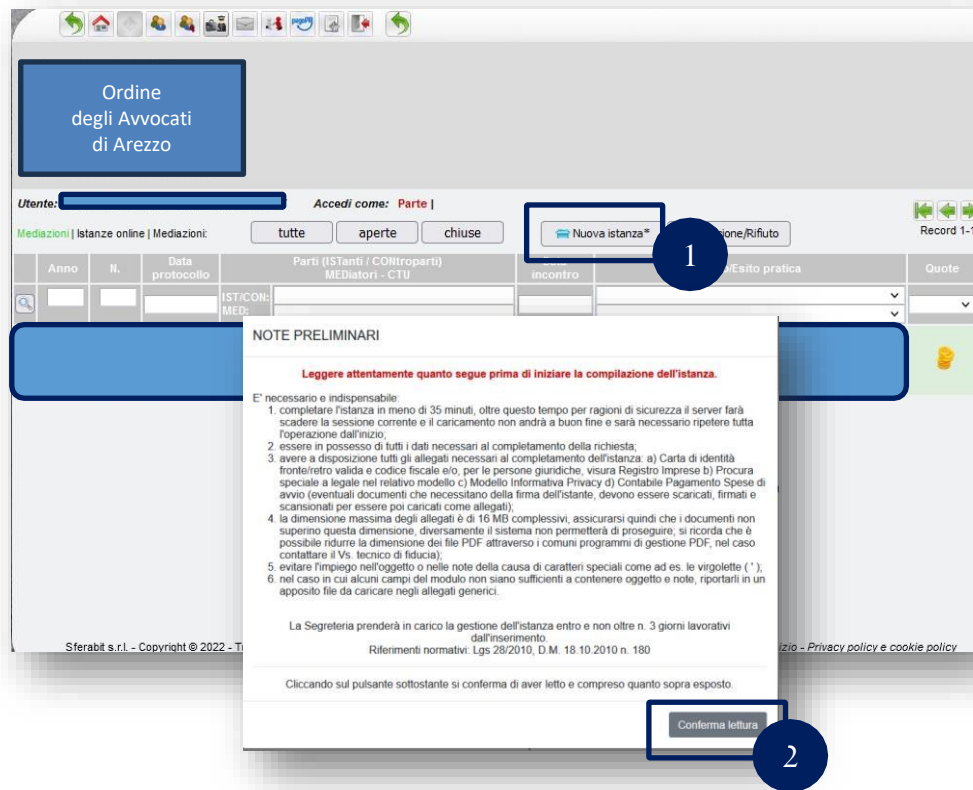 pagoPA
Ordine
degli Avvocati
di Arezzo
Utente:
Accedi come: Parte |
Mediazioni | Istanze online | Mediazioni:
tutte
aperte
chiuse
Nuova istanza*
1
ione/Rifiuto
Record 1-1
Anno
N.
Data
protocollo
Parti (ISTanti / CONtroparti)
MEDiatori - CTU
incontro
/Esito pratica
Quote
IST/CON:
MED:
NOTE PRELIMINARI
Leggere attentamente quanto segue prima di iniziare la compilazione dell'istanza.
E' necessario e indispensabile:
1. completare l'istanza in meno di 35 minuti, oltre questo tempo per ragioni di sicurezza il server farà
scadere la sessione corrente e il caricamento non andrà a buon fine e sarà necessario ripetere tutta
l'operazione dall'inizio;
2. essere in possesso di tutti i dati necessari al completamento della richiesta;
3. avere a disposizione tutti gli allegati necessari al completamento dell'istanza: a) Carta di identità
fronte/retro valida e codice fiscale e/o, per le persone giuridiche, visura Registro Imprese b) Procura
speciale a legale nel relativo modello c) Modello Informativa Privacy d) Contabile Pagamento Spese di
avvio (eventuali documenti che necessitano della firma dell'istante, devono essere scaricati, firmati e
scansionati per essere poi caricati come allegati);
4. la dimensione massima degli allegati è di 16 MB complessivi, assicurarsi quindi che i documenti non
superino questa dimensione, diversamente il sistema non permetterà di proseguire; si ricorda che è
possibile ridurre la dimensione dei file PDF attraverso i comuni programmi di gestione PDF, nel caso
contattare il Vs. tecnico di fiducia);
5. evitare l'impiego nell'oggetto o nelle note della causa di caratteri speciali come ad es. le virgolette ( ' );
6. nel caso in cui alcuni campi del modulo non siano sufficienti a contenere oggetto e note, riportarli in un
apposito file da caricare negli allegati generici.
La Segreteria prenderà in carico la gestione dell'istanza entro e non oltre n. 3 giorni lavorativi
dall'inserimento.
Riferimenti normativi: Lgs 28/2010, D.M. 18.10.2010 n. 180
Sferabit s.r.l. - Copyright © 2022 - T
izio - Privacy policy e cookie policy
Cliccando sul pulsante sottostante si conferma di aver letto e compreso quanto sopra esposto.
Conferma lettura
2